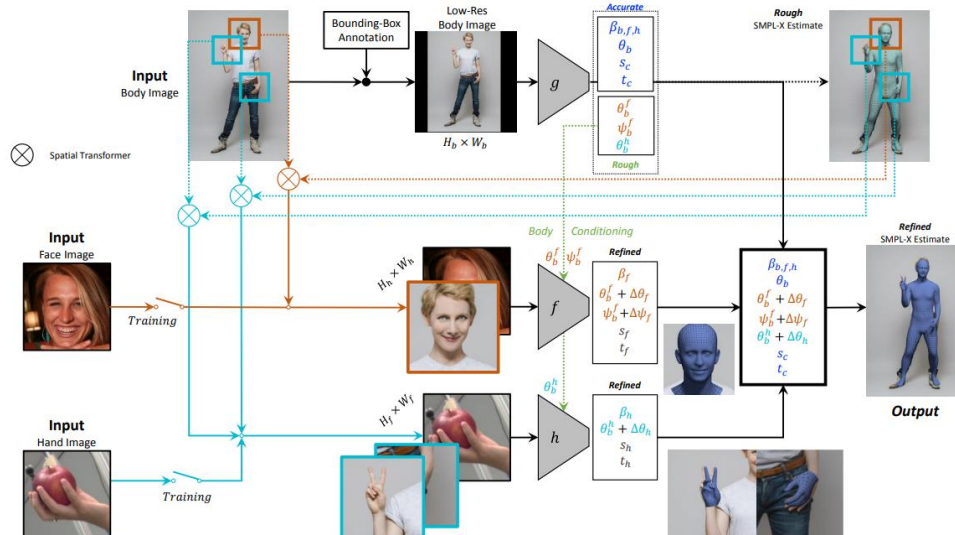 Input
Body Image
Bounding-Box
Annotation
Low-Res
Body Image
H_b × W_b
g
Accurate
β_{b,f,h}
θ_b
s_c
t_c
θ_b^f
ψ_b^f
θ_b^h
Rough
Rough
SMPL-X Estimate
Spatial Transformer
Input
Face Image
Training
H_h × W_h
Body Conditioning
θ_b^f ψ_b^f
f
Refined
β_f
θ_b^f + Δθ_f
ψ_b^f + Δψ_f
s_f
t_f
β_{b,f,h}
θ_b
θ_b^f + Δθ_f
ψ_b^f + Δψ_f
θ_b^h + Δθ_h
s_c
t_c
Refined
SMPL-X Estimate
Output
Input
Hand Image
Training
H_f × W_f
θ_b^h
h
Refined
β_h
θ_b^h + Δθ_h
s_h
t_h